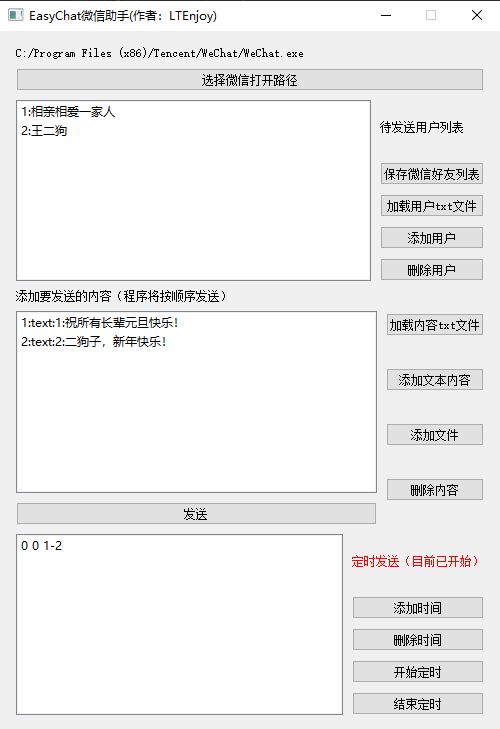 EasyChat微信助手(作者：LTEnjoy)
C:/Program Files (x86)/Tencent/WeChat/WeChat.exe
选择微信打开路径
1:相亲相爱一家人
2:王二狗
待发送用户列表
保存微信好友列表
加载用户txt文件
添加用户
删除用户
添加要发送的内容（程序将按顺序发送）
1:text:1:祝所有长辈元旦快乐！
2:text:2:二狗子，新年快乐！
加载内容txt文件
添加文本内容
添加文件
删除内容
发送
0 0 1-2
定时发送（目前已开始）
添加时间
删除时间
开始定时
结束定时